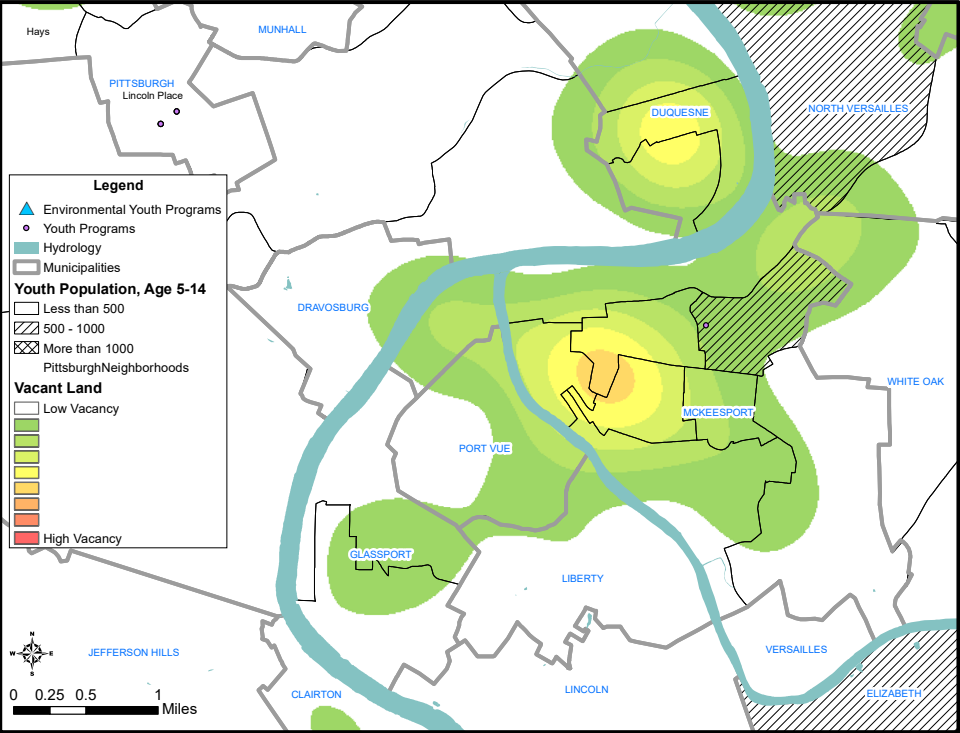 Hays
MUNHALL
PITTSBURGH
Lincoln Place
DUQUESNE
NORTH VERSAILLES
Legend
Environmental Youth Programs
Youth Programs
Hydrology
Municipalities
Youth Population, Age 5-14
Less than 500
500 - 1000
More than 1000
PittsburghNeighborhoods
Vacant Land
Low Vacancy
High Vacancy
DRAVOSBURG
WHITE OAK
MCKEESPORT
PORT VUE
GLASSPORT
LIBERTY
N
W E
S
JEFFERSON HILLS
VERSAILLES
LINCOLN
CLAIRTON
ELIZABETH
0 0.25 0.5 1
Miles